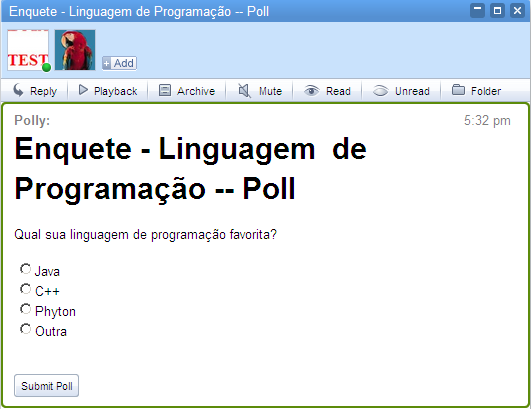 Enquete - Linguagem de Programação -- Poll
TEST
Add
Reply Playback Archive Mute Read Unread Folder
Polly: 5:32 pm
Enquete - Linguagem de
Programação -- Poll
Qual sua linguagem de programação favorita?
Java
C++
Phyton
Outra
Submit Poll